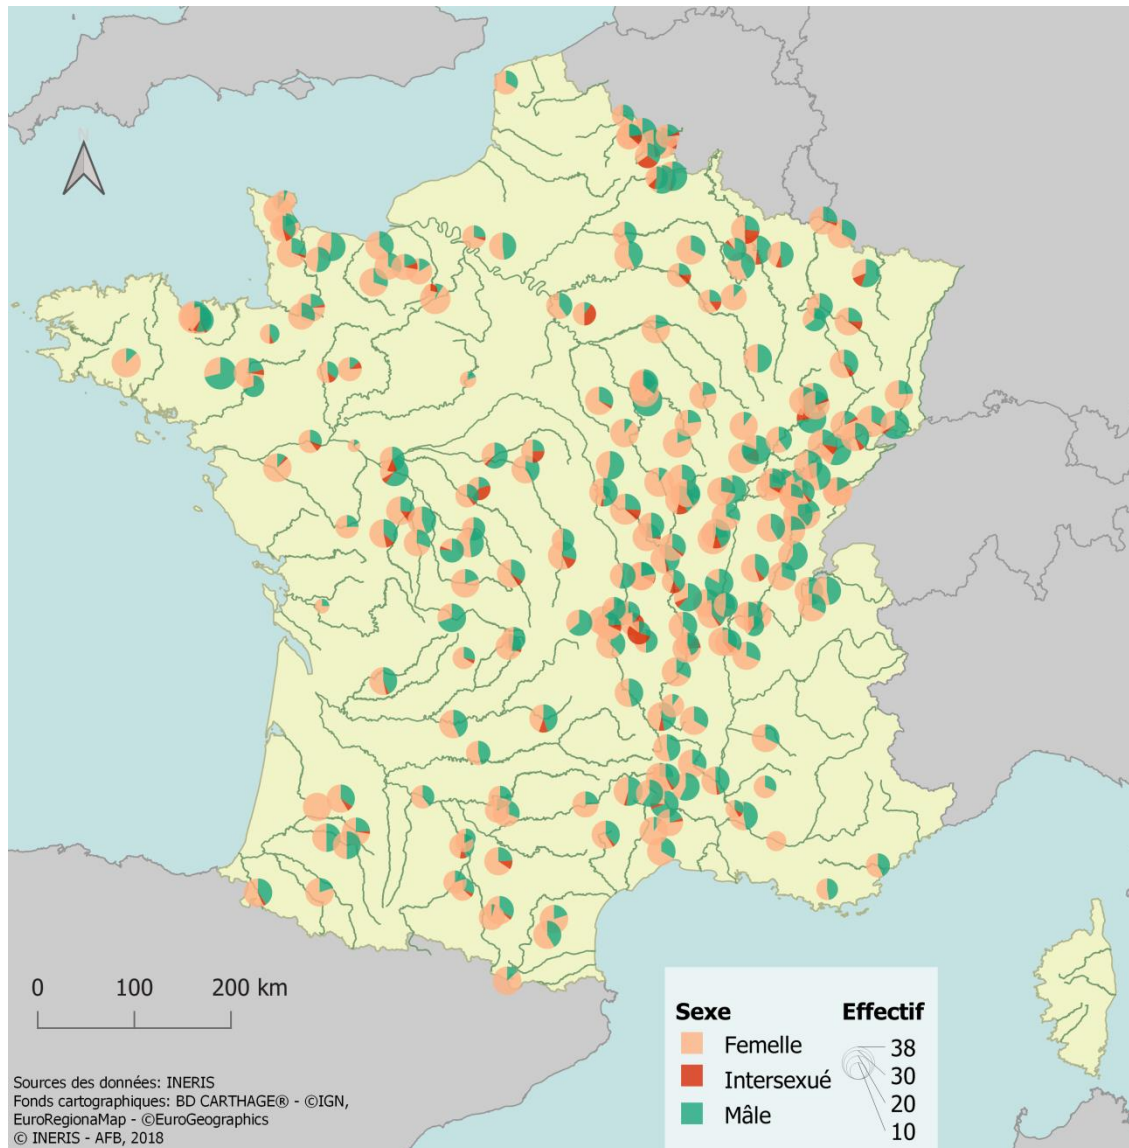 N
0 100 200 km
Sources des données: INERIS
Fonds cartographiques: BD CARTHAGE® - ©IGN,
EuroRegionaMap - ©EuroGeographics
© INERIS - AFB, 2018
Sexe
Femelle
Intersexué
Mâle
Effectif
38
30
20
10